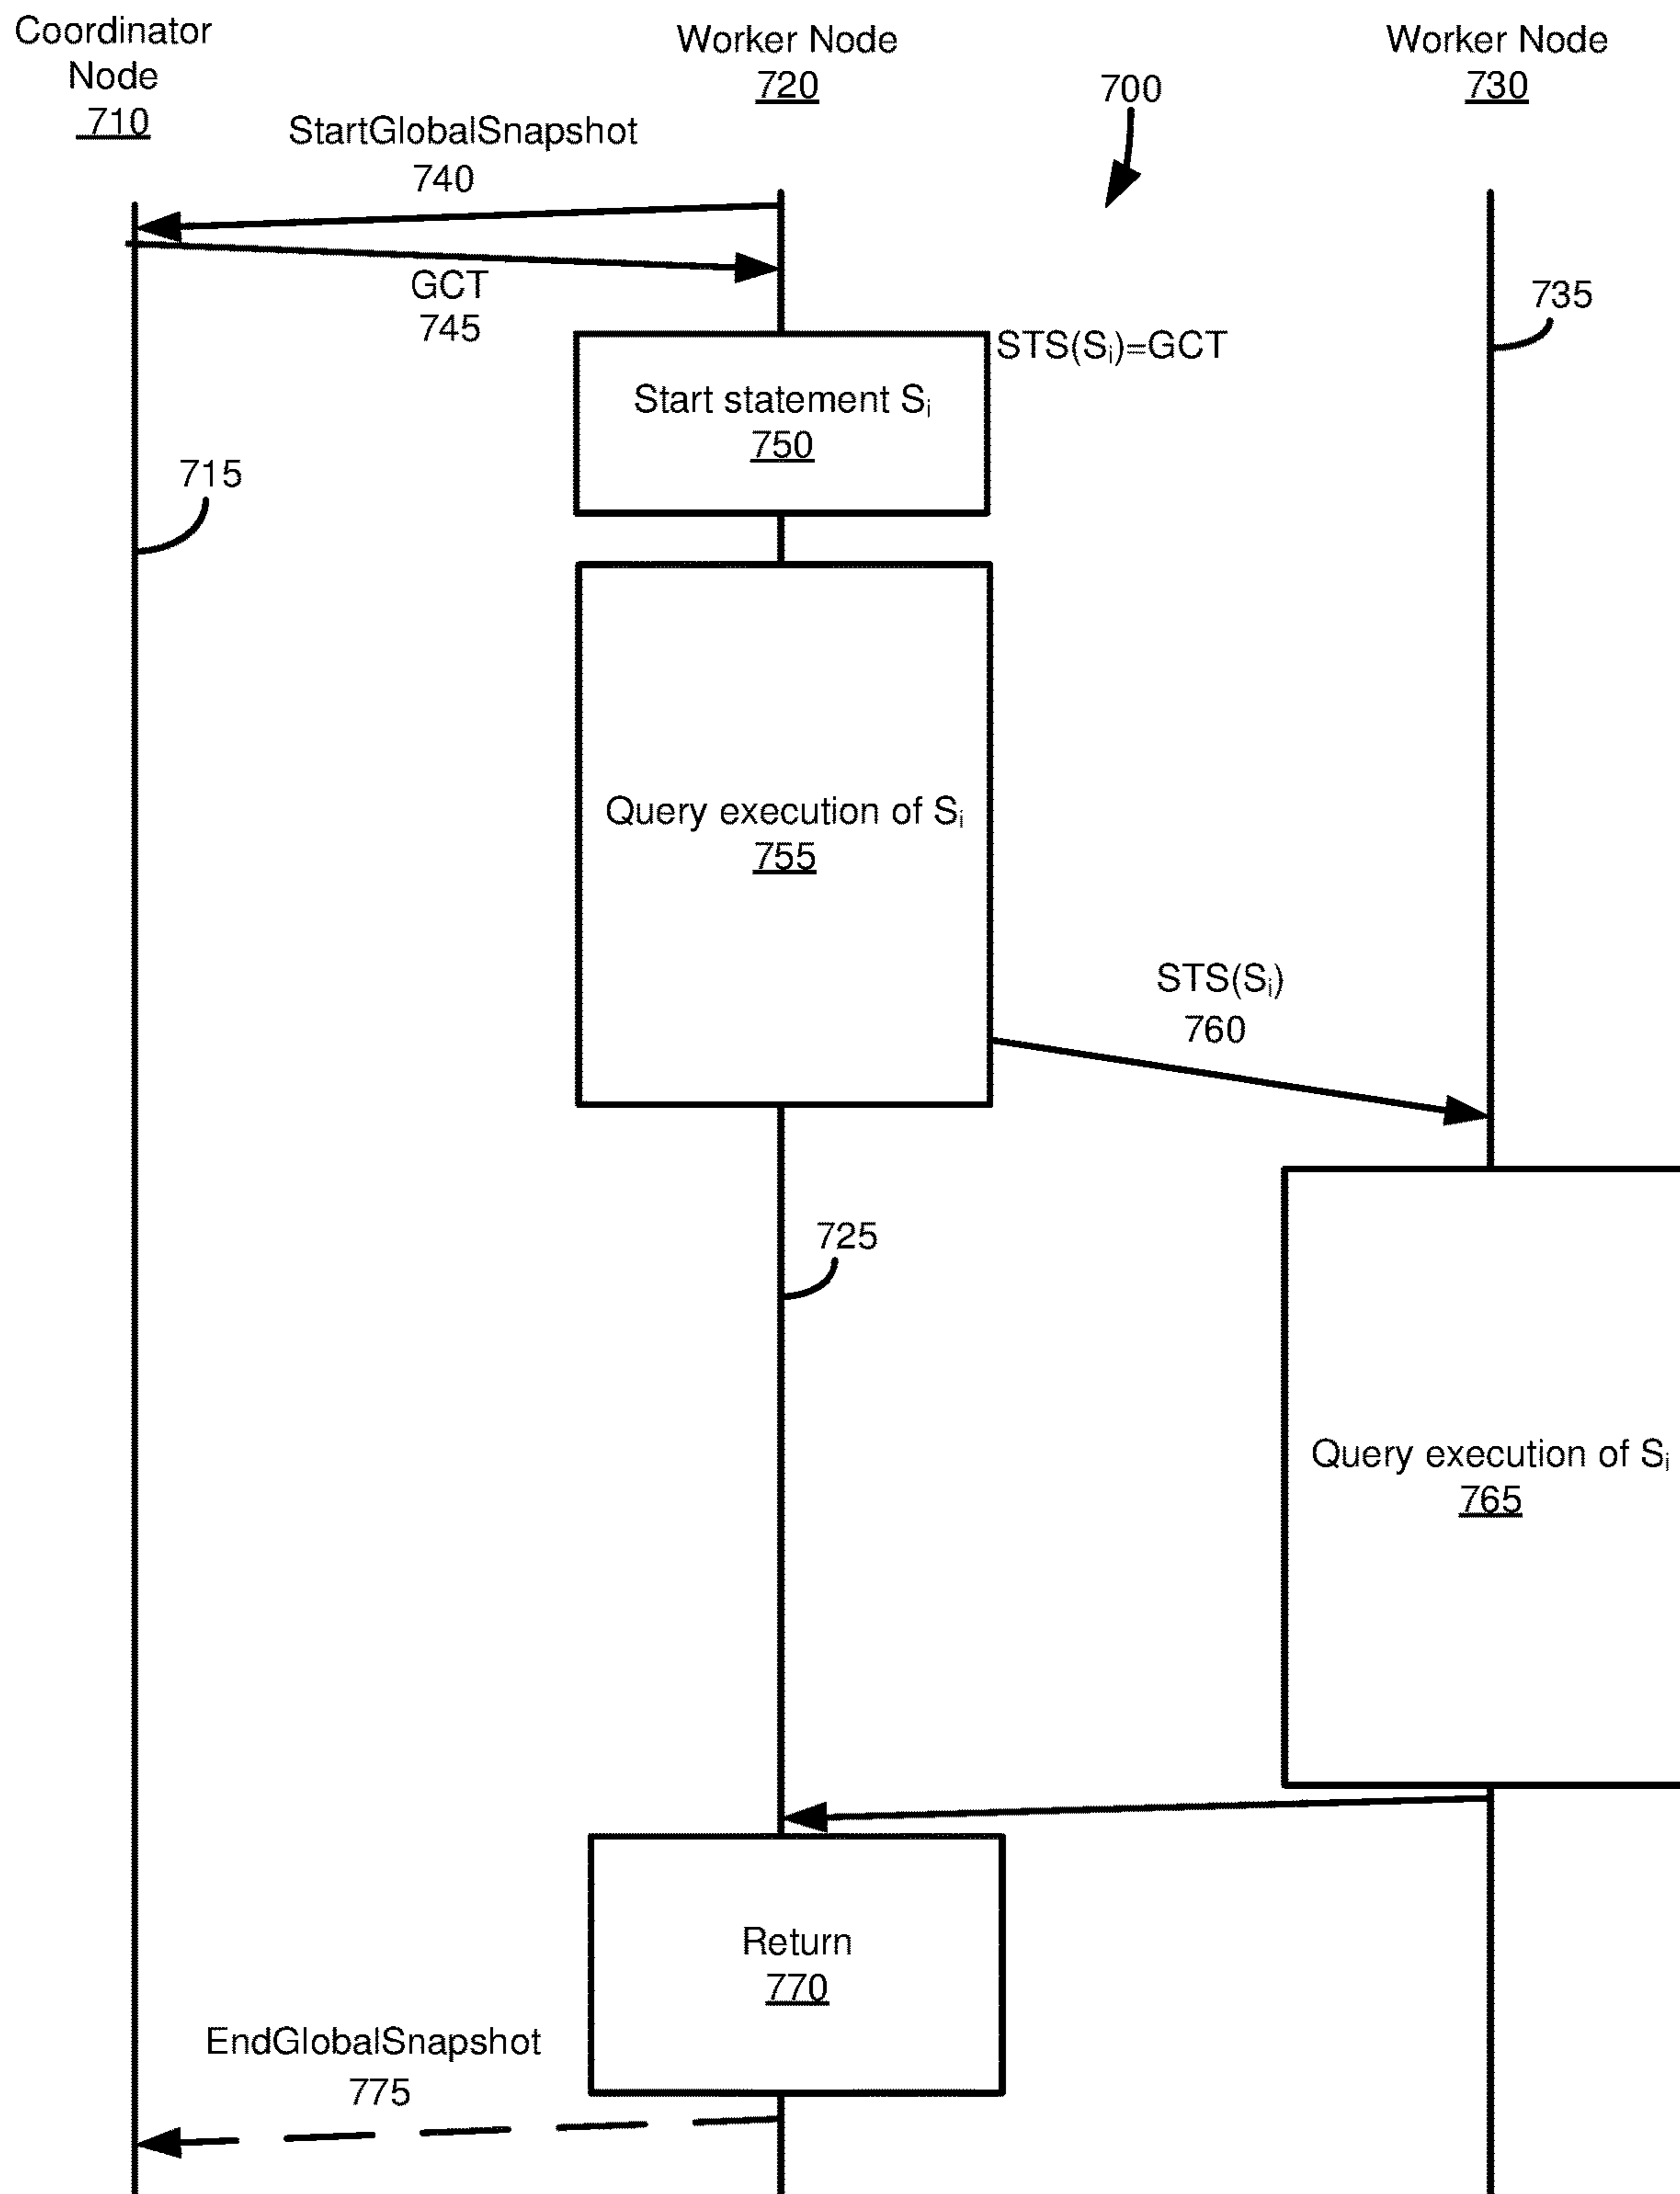 Coordinator
Node
710
Worker Node
720
Worker Node
730
700
StartGlobalSnapshot
740
GCT
745
735
STS(Sᵢ)=GCT
Start statement Sᵢ
750
715
Query execution of Sᵢ
755
STS(Sᵢ)
760
725
Query execution of Sᵢ
765
Return
770
EndGlobalSnapshot
775